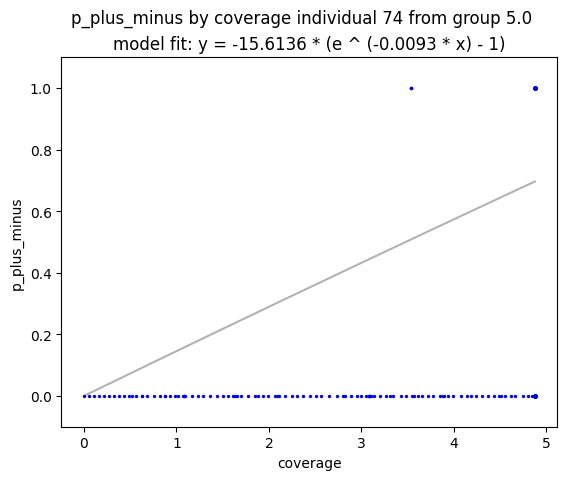 p_plus_minus by coverage individual 74 from group 5.0
model fit: y = -15.6136 * (e ^ (-0.0093 * x) - 1)
1.0
0.8
0.6
0.4
0.2
0.0
p_plus_minus
0 1 2 3 4 5
coverage